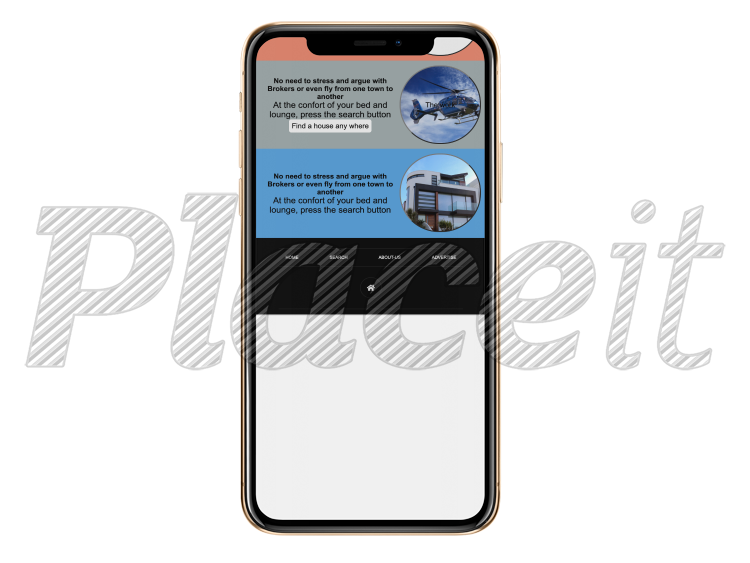 No need to stress and argue with
Brokers or even fly from one town to
another
At the confort of your bed and
lounge, press the search button
Find a house any where
No need to stress and argue with
Brokers or even fly from one town to
another
At the confort of your bed and
lounge, press the search button
HOME SEARCH ABOUT-US ADVERTISE
Placeit